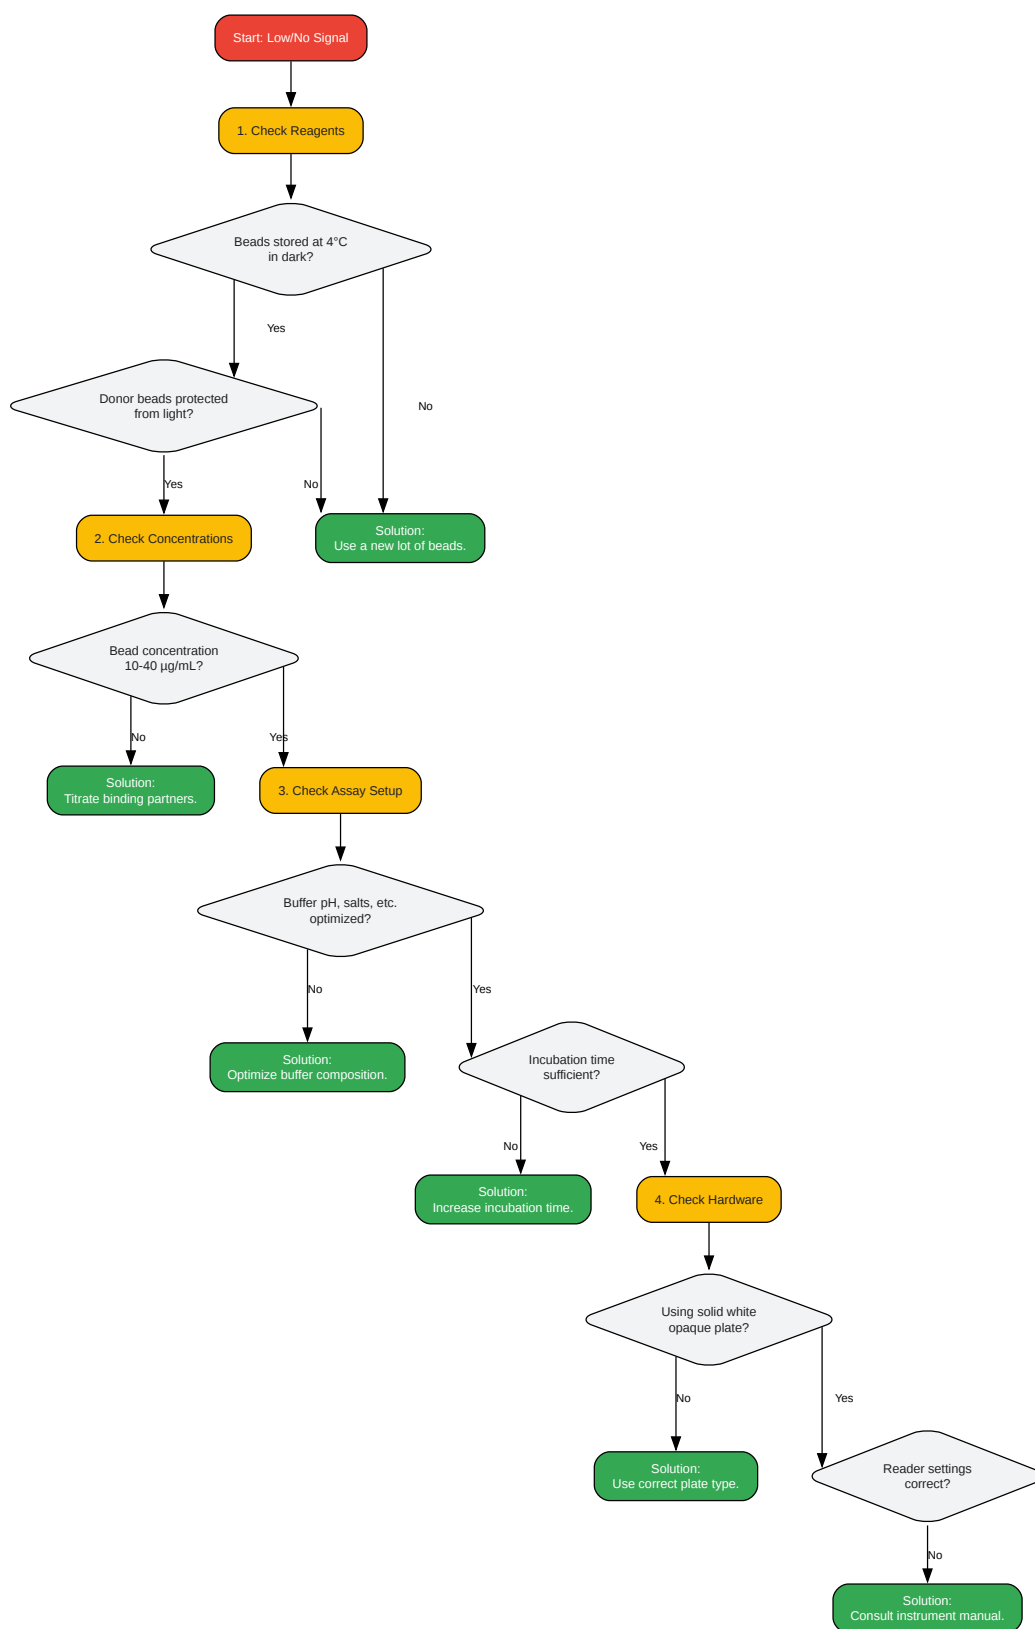 Start: Low/No Signal
1. Check Reagents
Beads stored at 4°C
in dark?
Yes
Donor beads protected
from light?
No
Yes
No
Solution:
Use a new lot of beads.
2. Check Concentrations
Bead concentration
10-40 µg/mL?
No
Yes
Solution:
Titrate binding partners.
3. Check Assay Setup
Buffer pH, salts, etc.
optimized?
No
Yes
Solution:
Optimize buffer composition.
Incubation time
sufficient?
No
Yes
Solution:
Increase incubation time.
4. Check Hardware
Using solid white
opaque plate?
No
Yes
Solution:
Use correct plate type.
Reader settings
correct?
No
Solution:
Consult instrument manual.